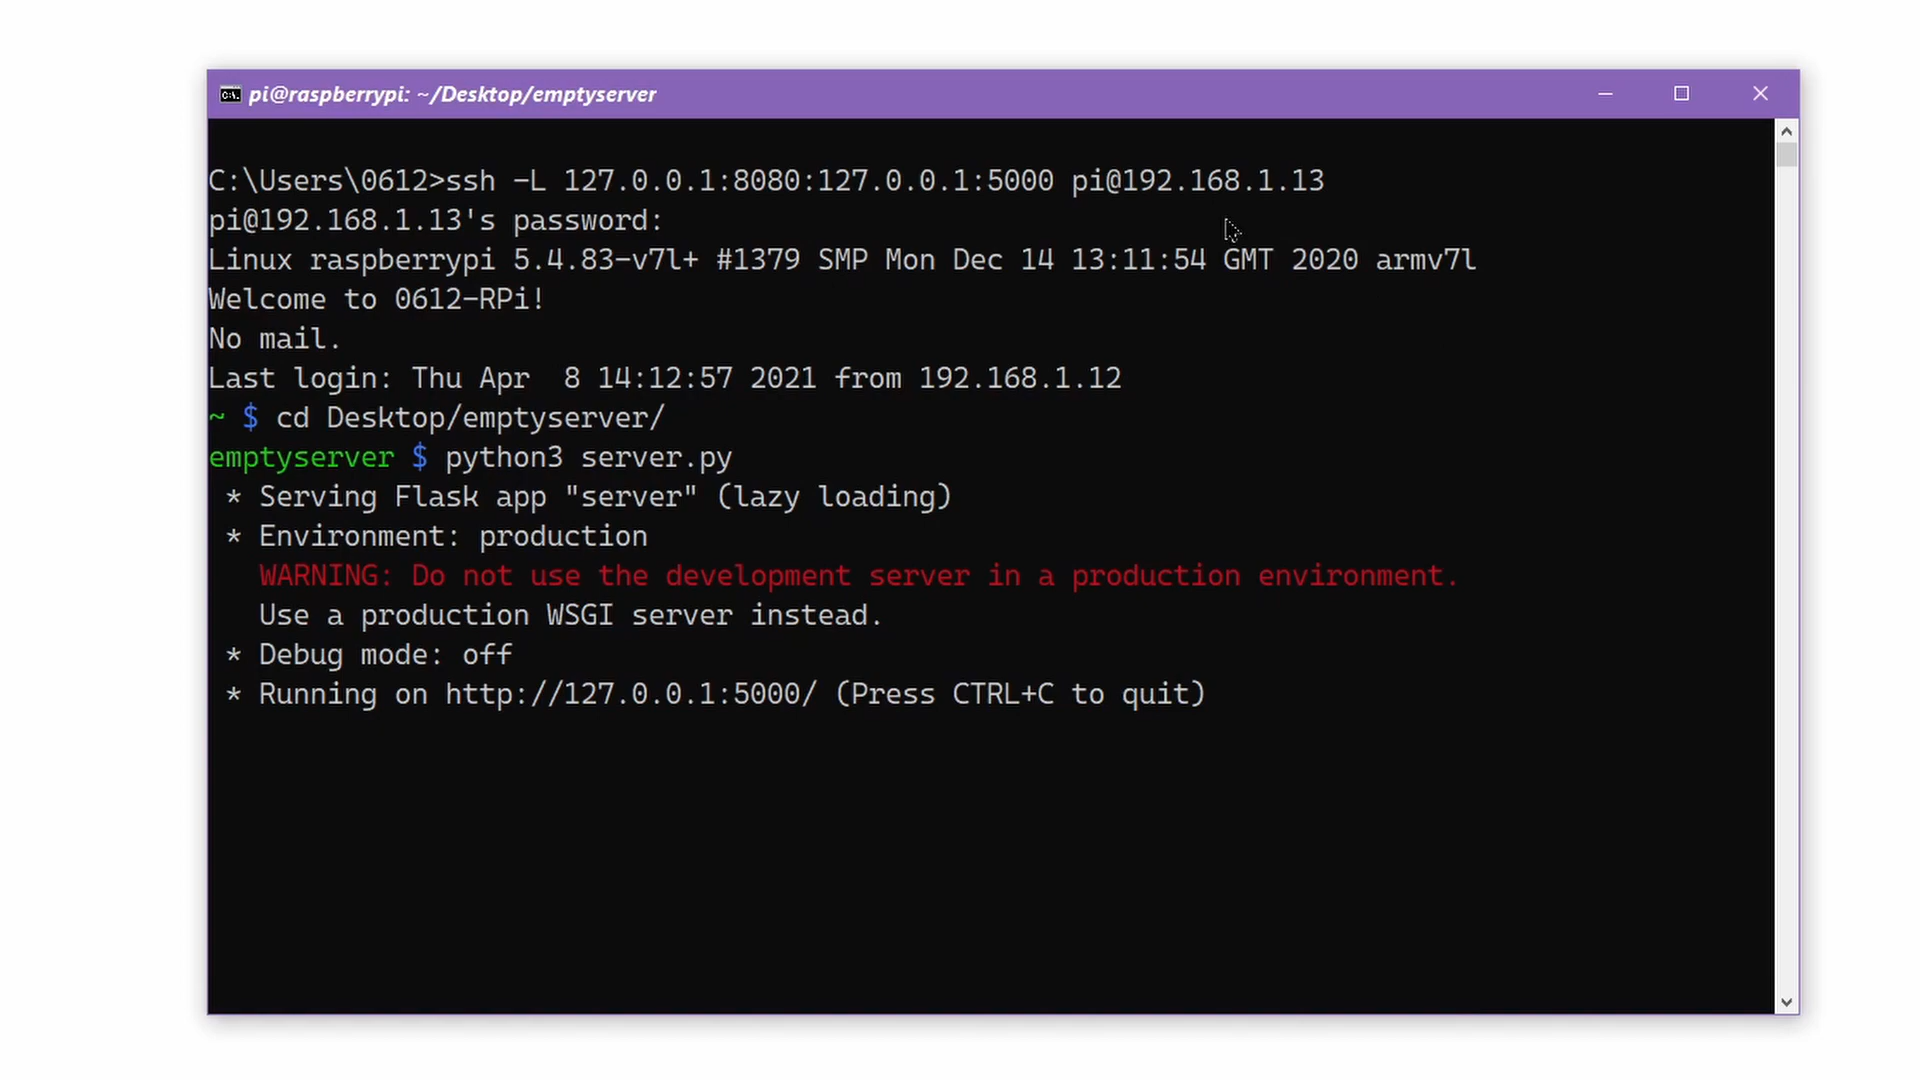 pi@raspberrypi: ~/Desktop/emptyserver
C:\Users\0612>ssh -L 127.0.0.1:8080:127.0.0.1:5000 pi@192.168.1.13
pi@192.168.1.13's password:
Linux raspberrypi 5.4.83-v7l+ #1379 SMP Mon Dec 14 13:11:54 GMT 2020 armv7l
Welcome to 0612-RPi!
No mail.
Last login: Thu Apr  8 14:12:57 2021 from 192.168.1.12
~ $ cd Desktop/emptyserver/
emptyserver $ python3 server.py
 * Serving Flask app "server" (lazy loading)
 * Environment: production
   WARNING: Do not use the development server in a production environment.
   Use a production WSGI server instead.
 * Debug mode: off
 * Running on http://127.0.0.1:5000/ (Press CTRL+C to quit)